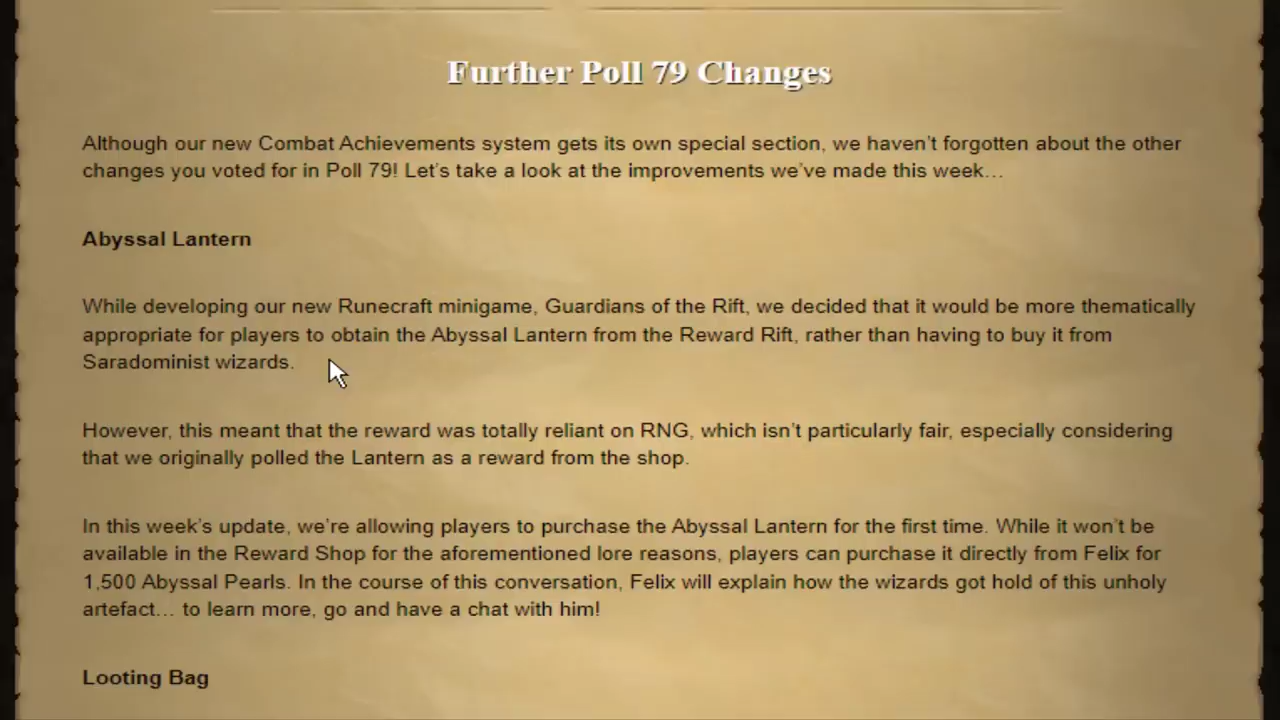 Further Poll 79 Changes
Although our new Combat Achievements system gets its own special section, we haven't forgotten about the other
changes you voted for in Poll 79! Let's take a look at the improvements we've made this week...
Abyssal Lantern
While developing our new Runecraft minigame, Guardians of the Rift, we decided that it would be more thematically
appropriate for players to obtain the Abyssal Lantern from the Reward Rift, rather than having to buy it from
Saradominist wizards.
However, this meant that the reward was totally reliant on RNG, which isn't particularly fair, especially considering
that we originally polled the Lantern as a reward from the shop.
In this week's update, we're allowing players to purchase the Abyssal Lantern for the first time. While it won't be
available in the Reward Shop for the aforementioned lore reasons, players can purchase it directly from Felix for
1,500 Abyssal Pearls. In the course of this conversation, Felix will explain how the wizards got hold of this unholy
artefact... to learn more, go and have a chat with him!
Looting Bag